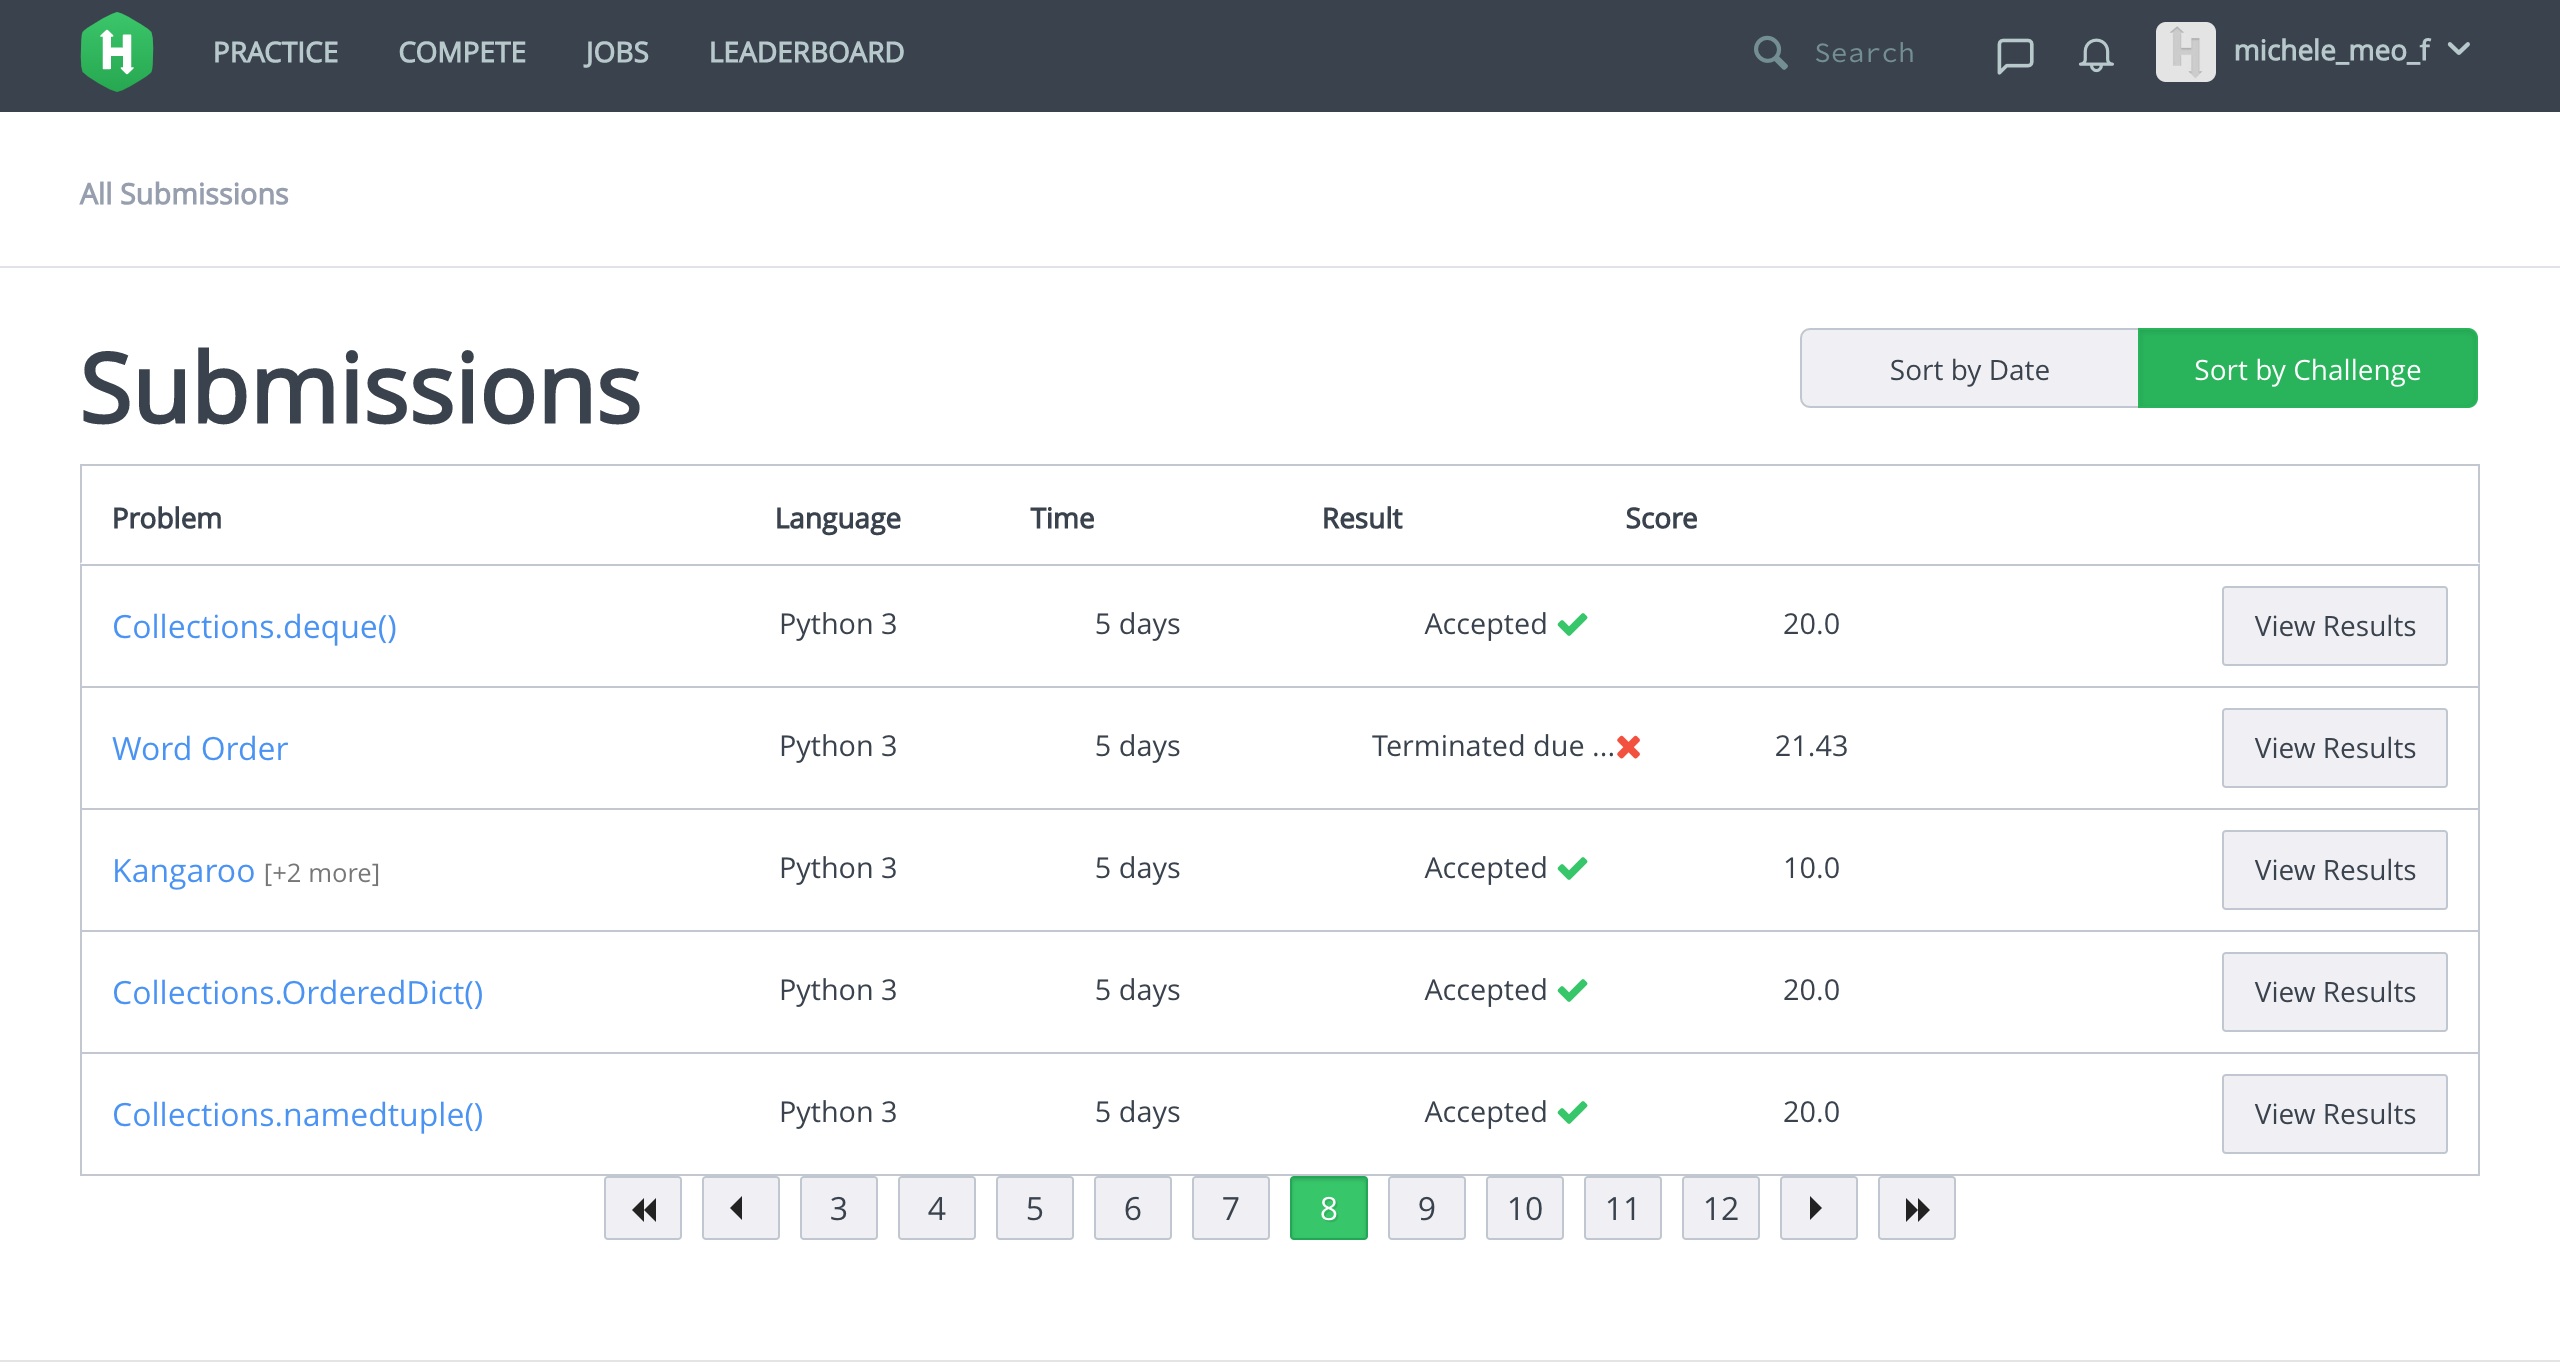 H PRACTICE COMPETE JOBS LEADERBOARD Search michele_meo_f
All Submissions
Submissions
Sort by Date Sort by Challenge
Problem Language Time Result Score
Collections.deque() Python 3 5 days Accepted 20.0 View Results
Word Order Python 3 5 days Terminated due ... 21.43 View Results
Kangaroo [+2 more] Python 3 5 days Accepted 10.0 View Results
Collections.OrderedDict() Python 3 5 days Accepted 20.0 View Results
Collections.namedtuple() Python 3 5 days Accepted 20.0 View Results
3 4 5 6 7 8 9 10 11 12